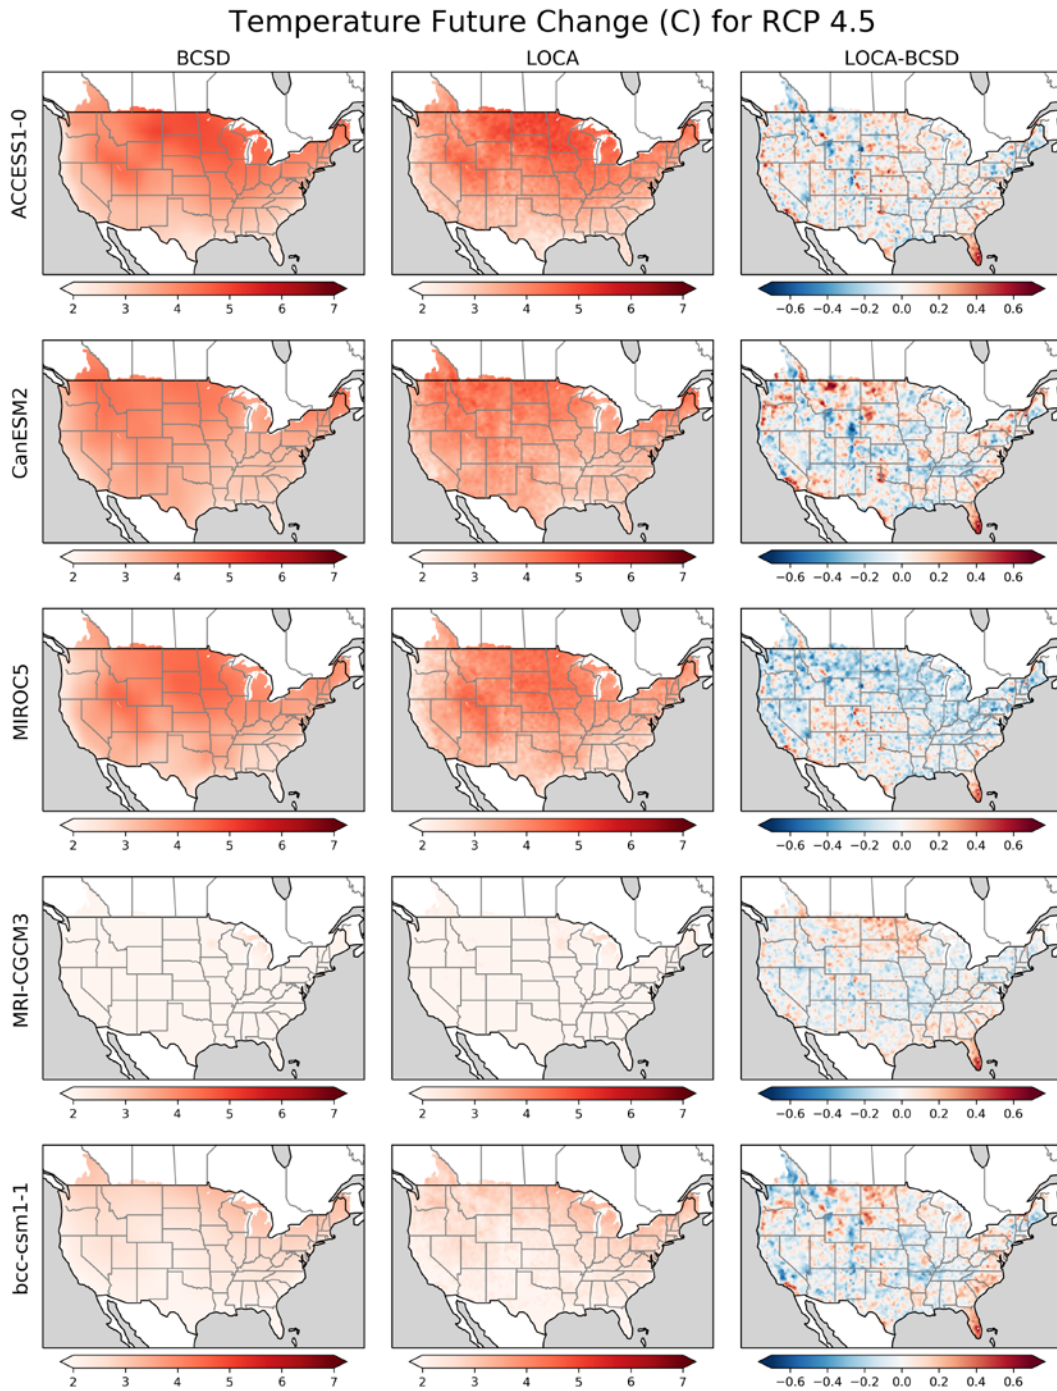 Temperature Future Change (C) for RCP 4.5
BCSD LOCA LOCA-BCSD
ACCESS1-0
2 3 4 5 6 7 2 3 4 5 6 7 −0.6 −0.4 −0.2 0.0 0.2 0.4 0.6
CanESM2
2 3 4 5 6 7 2 3 4 5 6 7 −0.6 −0.4 −0.2 0.0 0.2 0.4 0.6
MIROC5
2 3 4 5 6 7 2 3 4 5 6 7 −0.6 −0.4 −0.2 0.0 0.2 0.4 0.6
MRI-CGCM3
2 3 4 5 6 7 2 3 4 5 6 7 −0.6 −0.4 −0.2 0.0 0.2 0.4 0.6
bcc-csm1-1
2 3 4 5 6 7 2 3 4 5 6 7 −0.6 −0.4 −0.2 0.0 0.2 0.4 0.6